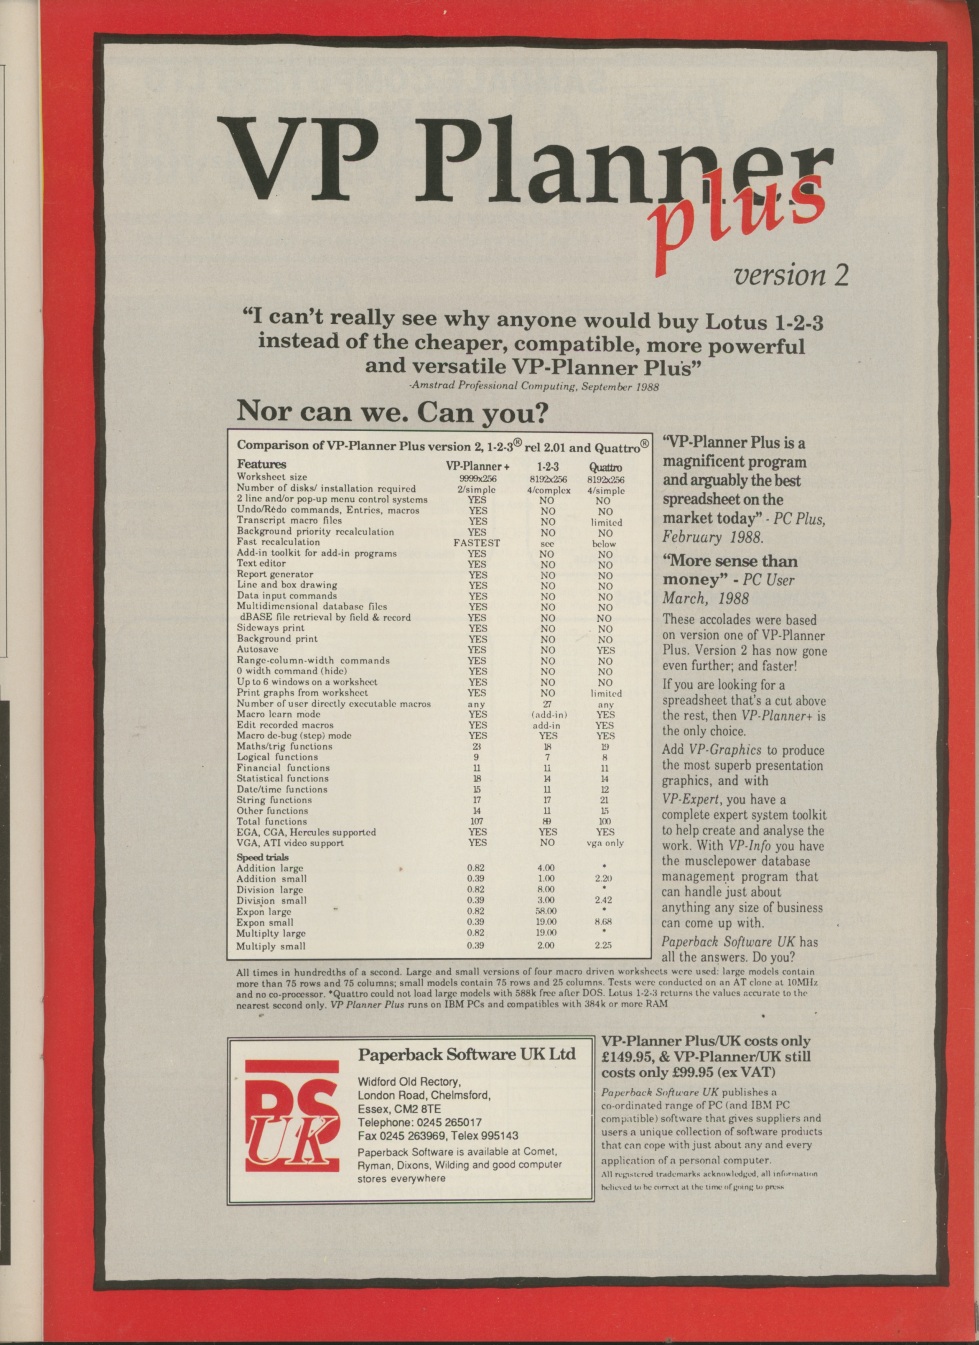 VP Planner
plus
version 2
“I can’t really see why anyone would buy Lotus 1-2-3
instead of the cheaper, compatible, more powerful
and versatile VP-Planner Plus”
-Amstrad Professional Computing, September 1988
Nor can we. Can you?
Comparison of VP-Planner Plus version 2, 1-2-3® rel 2.01 and Quattro®
Features VP-Planner + 1-2-3 Quattro
Worksheet size 9999x256 8192x256 8192x256
Number of disks/ installation required 2/simple 4/complex 4/simple
2 line and/or pop-up menu control systems YES NO NO
Undo/Redo commands, Entries, macros YES NO NO
Transcript macro files YES NO limited
Background priority recalculation YES NO NO
Fast recalculation FASTEST see below
Add-in toolkit for add-in programs YES NO NO
Text editor YES NO NO
Report generator YES NO NO
Line and box drawing YES NO NO
Data input commands YES NO NO
Multidimensional database files YES NO NO
dBASE file retrieval by field & record YES NO NO
Sideways print YES NO NO
Background print YES NO NO
Autosave YES NO YES
Range-column-width commands YES NO NO
0 width command (hide) YES NO NO
Up to 6 windows on a worksheet YES NO NO
Print graphs from worksheet YES NO limited
Number of user directly executable macros any 27 any
Macro learn mode YES (add-in) YES
Edit recorded macros YES add-in YES
Macro de-bug (step) mode YES YES YES
Maths/trig functions 23 18 19
Logical functions 9 7 8
Financial functions 11 11 11
Statistical functions 18 14 14
Date/time functions 15 11 12
String functions 17 17 21
Other functions 14 11 15
Total functions 107 89 100
EGA, CGA, Hercules supported YES YES YES
VGA, ATI video support YES NO vga only
Speed trials
Addition large 0.82 4.00 *
Addition small 0.39 1.00 2.20
Division large 0.82 8.00 *
Division small 0.39 3.00 2.42
Expon large 0.82 58.00 *
Expon small 0.39 19.00 8.68
Multiplty large 0.82 19.00 *
Multiply small 0.39 2.00 2.25
“VP-Planner Plus is a
magnificent program
and arguably the best
spreadsheet on the
market today” - PC Plus,
February 1988.
“More sense than
money” - PC User
March, 1988
These accolades were based
on version one of VP-Planner
Plus. Version 2 has now gone
even further; and faster!
If you are looking for a
spreadsheet that’s a cut above
the rest, then VP-Planner+ is
the only choice.
Add VP-Graphics to produce
the most superb presentation
graphics, and with
VP-Expert, you have a
complete expert system toolkit
to help create and analyse the
work. With VP-Info you have
the musclepower database
management program that
can handle just about
anything any size of business
can come up with.
Paperback Software UK has
all the answers. Do you?
All times in hundredths of a second. Large and small versions of four macro driven worksheets were used: large models contain
more than 75 rows and 75 columns; small models contain 75 rows and 25 columns. Tests were conducted on an AT clone at 10MHz
and no co-processor. *Quattro could not load large models with 588k free after DOS. Lotus 1-2-3 returns the values accurate to the
nearest second only. VP Planner Plus runs on IBM PCs and compatibles with 384k or more RAM
PS
UK
Paperback Software UK Ltd
Widford Old Rectory,
London Road, Chelmsford,
Essex, CM2 8TE
Telephone: 0245 265017
Fax 0245 263969, Telex 995143
Paperback Software is available at Comet,
Ryman, Dixons, Wilding and good computer
stores everywhere
VP-Planner Plus/UK costs only
£149.95, & VP-Planner/UK still
costs only £99.95 (ex VAT)
Paperback Software UK publishes a
co-ordinated range of PC (and IBM PC
compatible) software that gives suppliers and
users a unique collection of software products
that can cope with just about any and every
application of a personal computer.
All registered trademarks acknowledged, all information
believed to be correct at the time of going to press